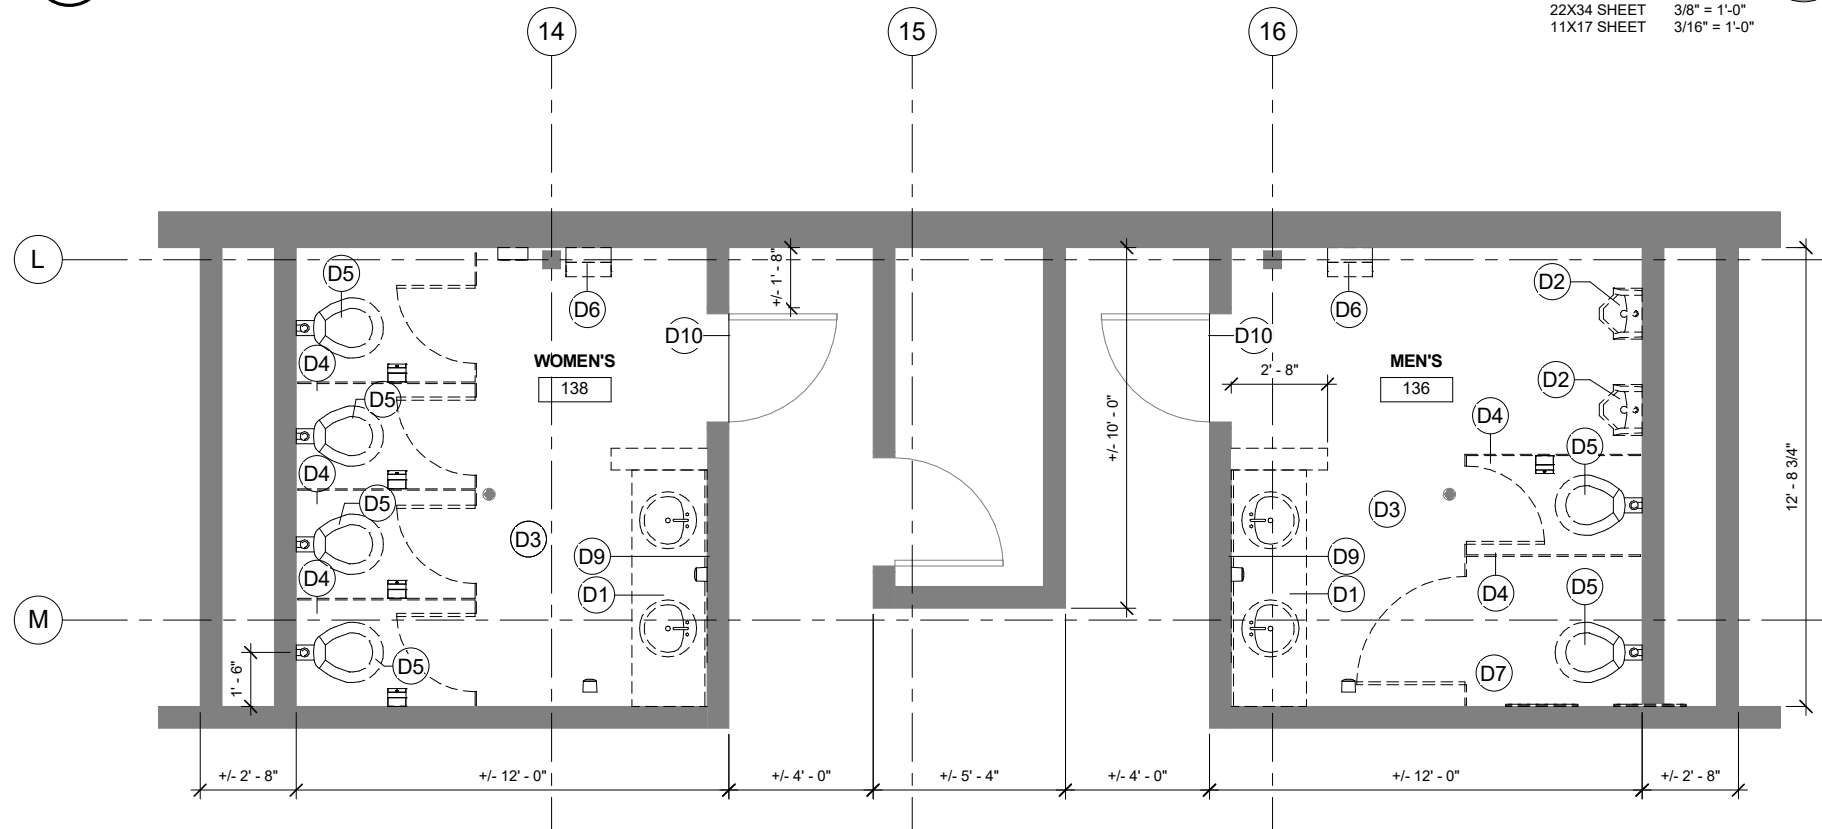 22X34 SHEET 3/8" = 1'-0"
11X17 SHEET 3/16" = 1'-0"
14
15
16
L
D5
D6
+/- 1' - 8"
D6
D2
D10
D10
D4
WOMEN'S
138
2' - 8"
MEN'S
136
D2
D5
D4
+/- 10' - 0"
D5
D4
12' - 8 3/4"
D4
D5
D3
D3
D9
D9
D4
D1
D1
D4
D5
M
1' - 6"
D5
D7
+/- 2' - 8"
+/- 12' - 0"
+/- 4' - 0"
+/- 5' - 4"
+/- 4' - 0"
+/- 12' - 0"
+/- 2' - 8"